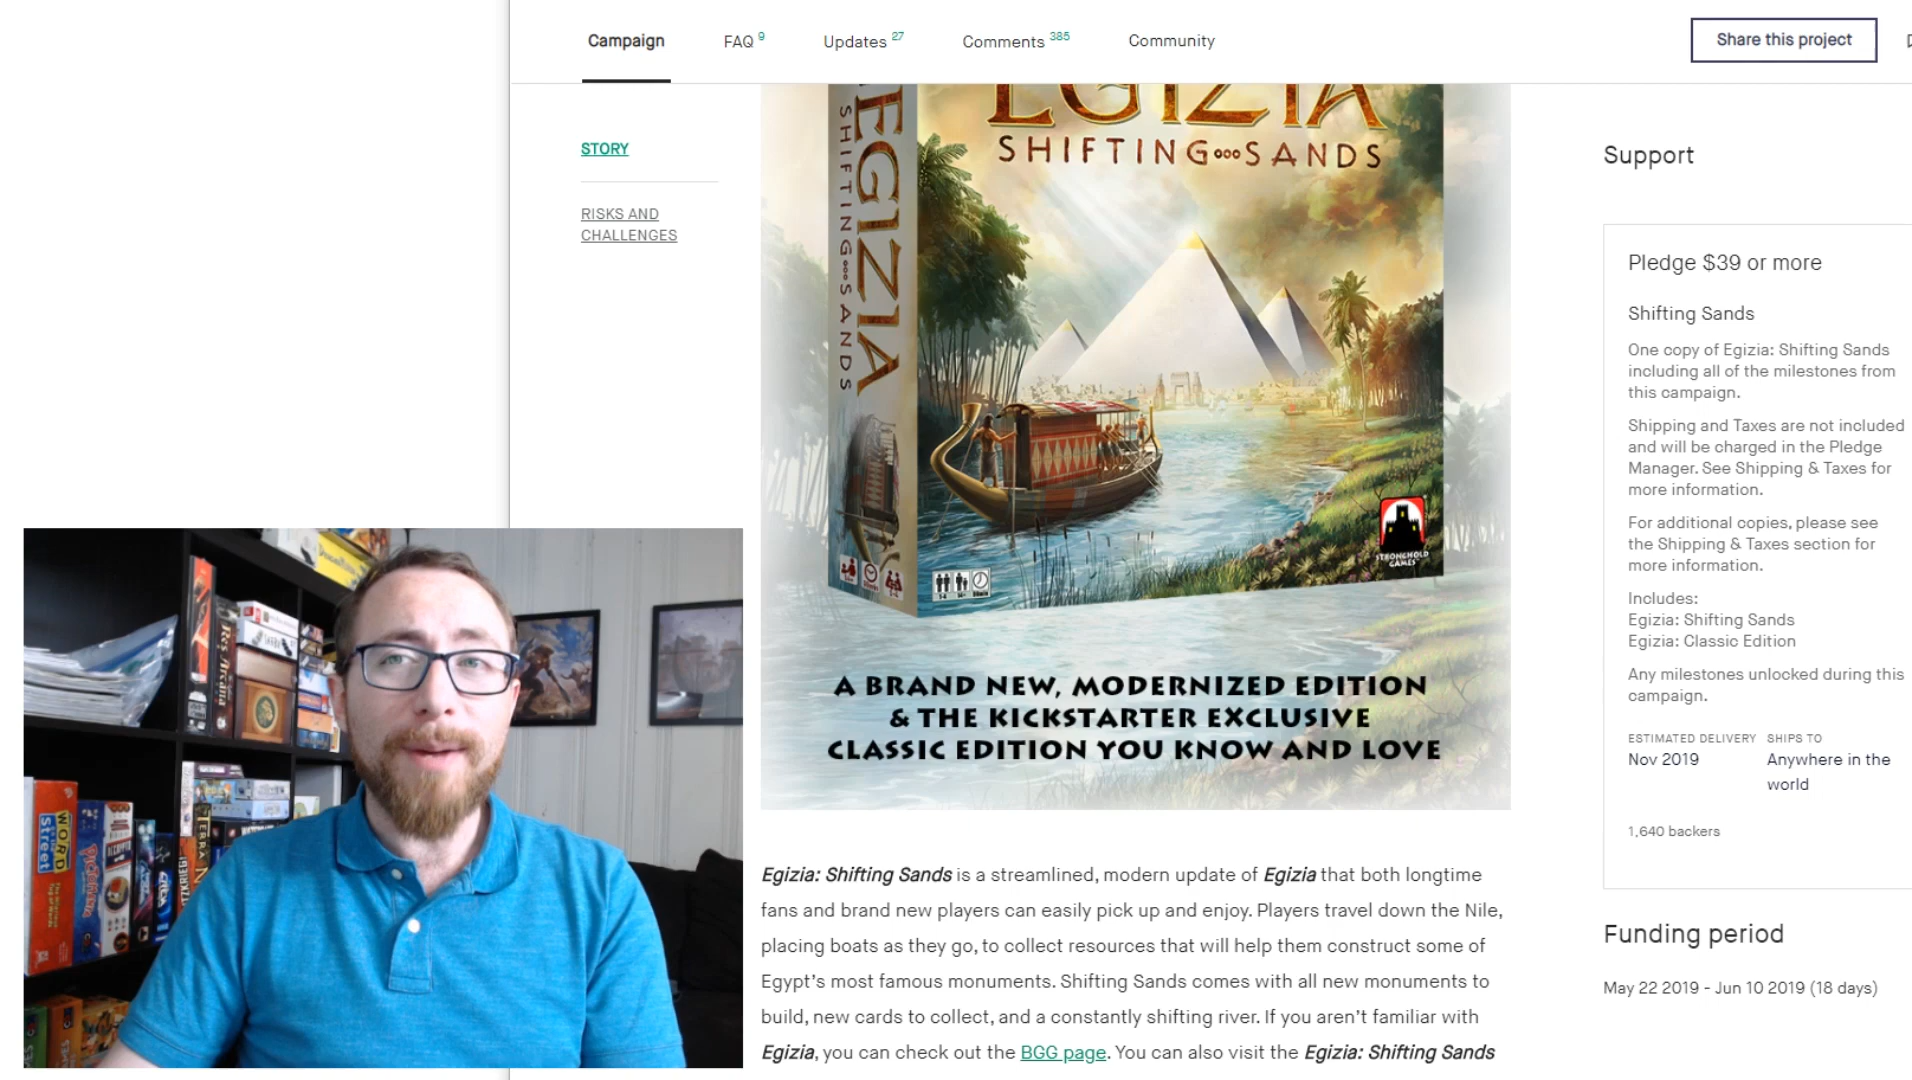 Campaign
FAQ 9
Updates 27
Comments 385
Community
Share this project
STORY
RISKS AND
CHALLENGES
EGIZIA
SHIFTING SANDS
EGIZIA
SHIFTING SANDS
STRONGHOLD
GAMES
A BRAND NEW, MODERNIZED EDITION
& THE KICKSTARTER EXCLUSIVE
CLASSIC EDITION YOU KNOW AND LOVE
Egizia: Shifting Sands is a streamlined, modern update of Egizia that both longtime
fans and brand new players can easily pick up and enjoy. Players travel down the Nile,
placing boats as they go, to collect resources that will help them construct some of
Egypt's most famous monuments. Shifting Sands comes with all new monuments to
build, new cards to collect, and a constantly shifting river. If you aren't familiar with
Egizia, you can check out the BGG page. You can also visit the Egizia: Shifting Sands
Support
Pledge $39 or more
Shifting Sands
One copy of Egizia: Shifting Sands
including all of the milestones from
this campaign.
Shipping and Taxes are not included
and will be charged in the Pledge
Manager. See Shipping & Taxes for
more information.
For additional copies, please see
the Shipping & Taxes section for
more information.
Includes:
Egizia: Shifting Sands
Egizia: Classic Edition
Any milestones unlocked during this
campaign.
ESTIMATED DELIVERY
Nov 2019
SHIPS TO
Anywhere in the
world
1,640 backers
Funding period
May 22 2019 - Jun 10 2019 (18 days)
Res Arcana
WORD
on the
Street
PICTOMANIA